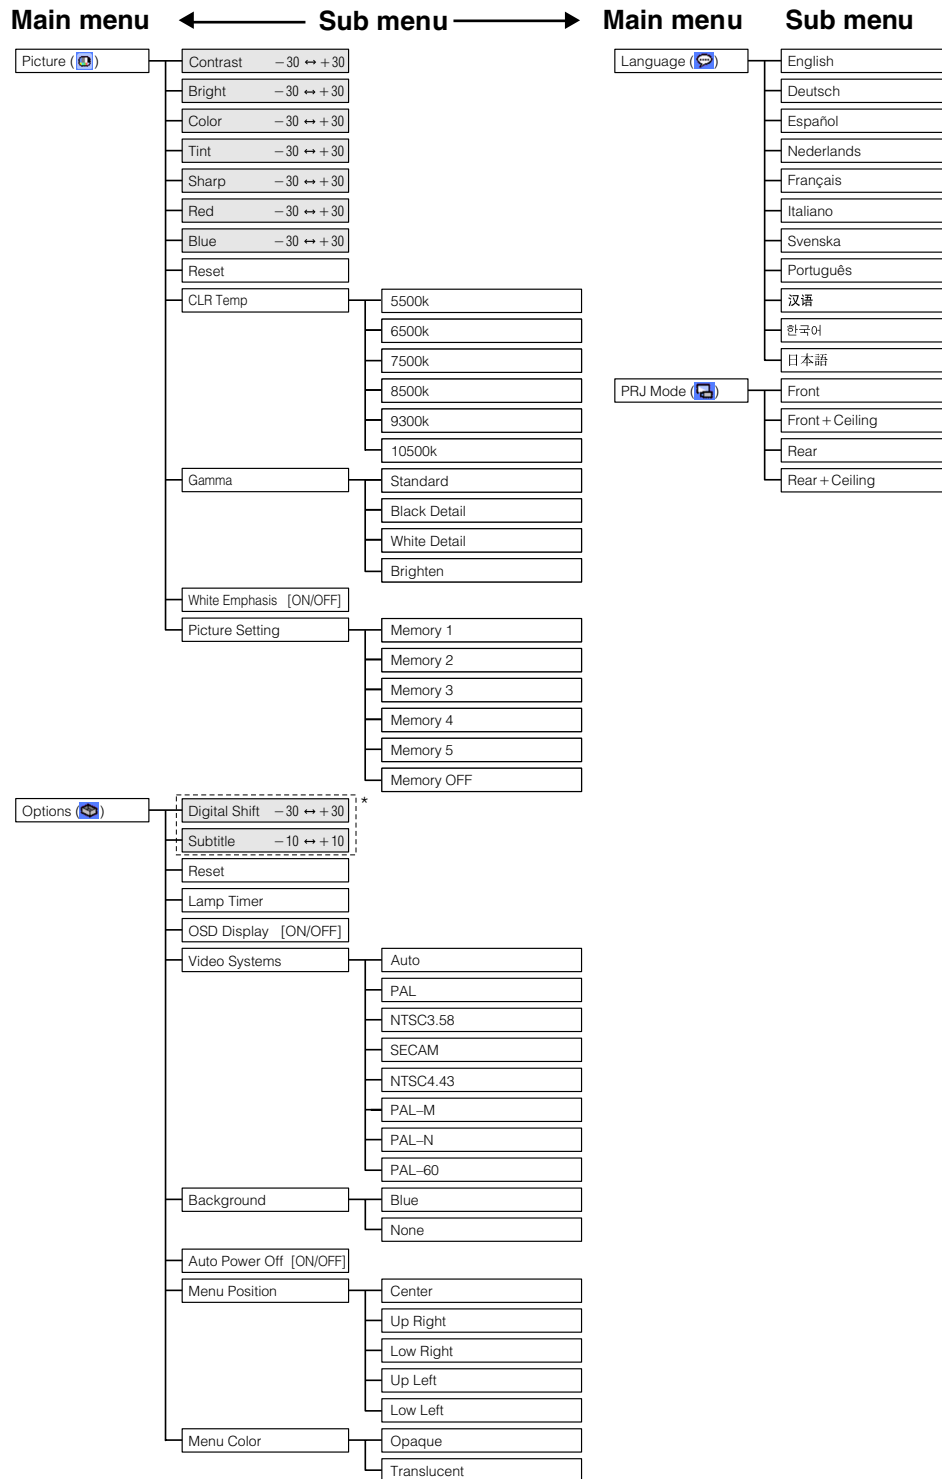 Main menu
Sub menu
Picture ( )
Contrast −30 ↔ +30
Bright −30 ↔ +30
Color −30 ↔ +30
Tint −30 ↔ +30
Sharp −30 ↔ +30
Red −30 ↔ +30
Blue −30 ↔ +30
Reset
CLR Temp
5500k
6500k
7500k
8500k
9300k
10500k
Gamma
Standard
Black Detail
White Detail
Brighten
White Emphasis [ON/OFF]
Picture Setting
Memory 1
Memory 2
Memory 3
Memory 4
Memory 5
Memory OFF
Options ( )
Digital Shift −30 ↔ +30 *
Subtitle −10 ↔ +10
Reset
Lamp Timer
OSD Display [ON/OFF]
Video Systems
Auto
PAL
NTSC3.58
SECAM
NTSC4.43
PAL–M
PAL–N
PAL–60
Background
Blue
None
Auto Power Off [ON/OFF]
Menu Position
Center
Up Right
Low Right
Up Left
Low Left
Menu Color
Opaque
Translucent
Main menu
Sub menu
Language ( )
English
Deutsch
Español
Nederlands
Français
Italiano
Svenska
Português
汉语
한국어
日本語
PRJ Mode ( )
Front
Front+Ceiling
Rear
Rear+Ceiling